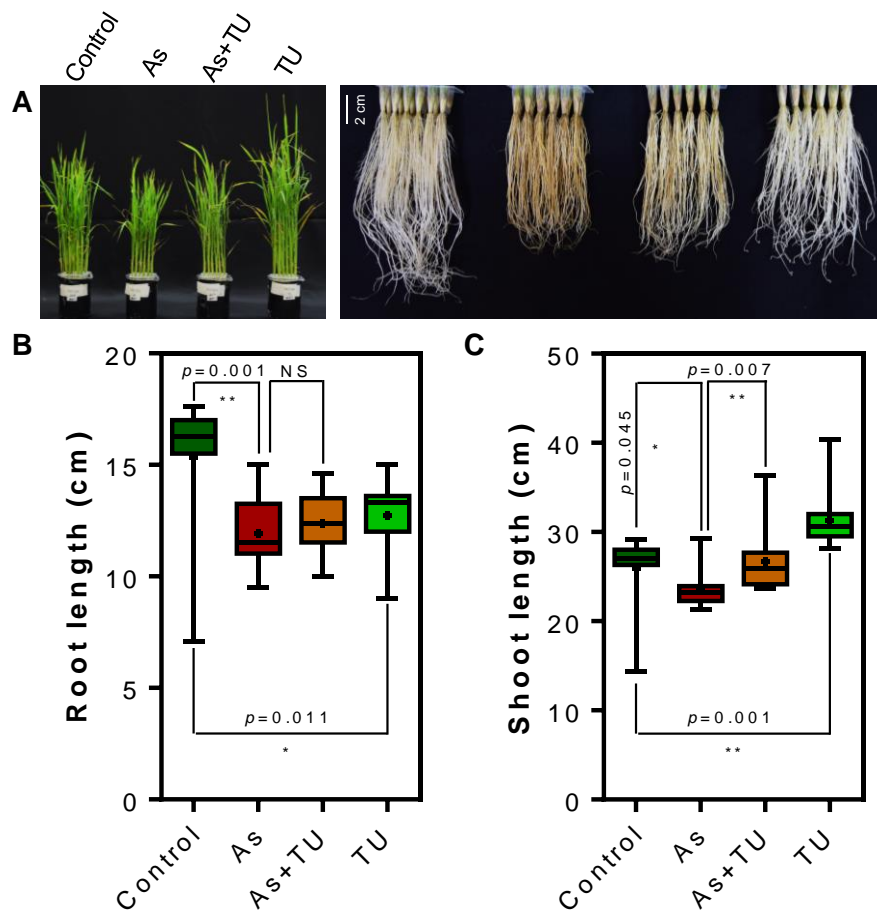 Control As As+TU TU
A
2 cm
B
Root length (cm)
20
15
10
5
0
p=0.001 NS
**
p=0.011
*
Control As As+TU TU
C
Shoot length (cm)
50
40
30
20
10
0
p=0.007
**
p=0.045
*
p=0.001
**
Control As As+TU TU